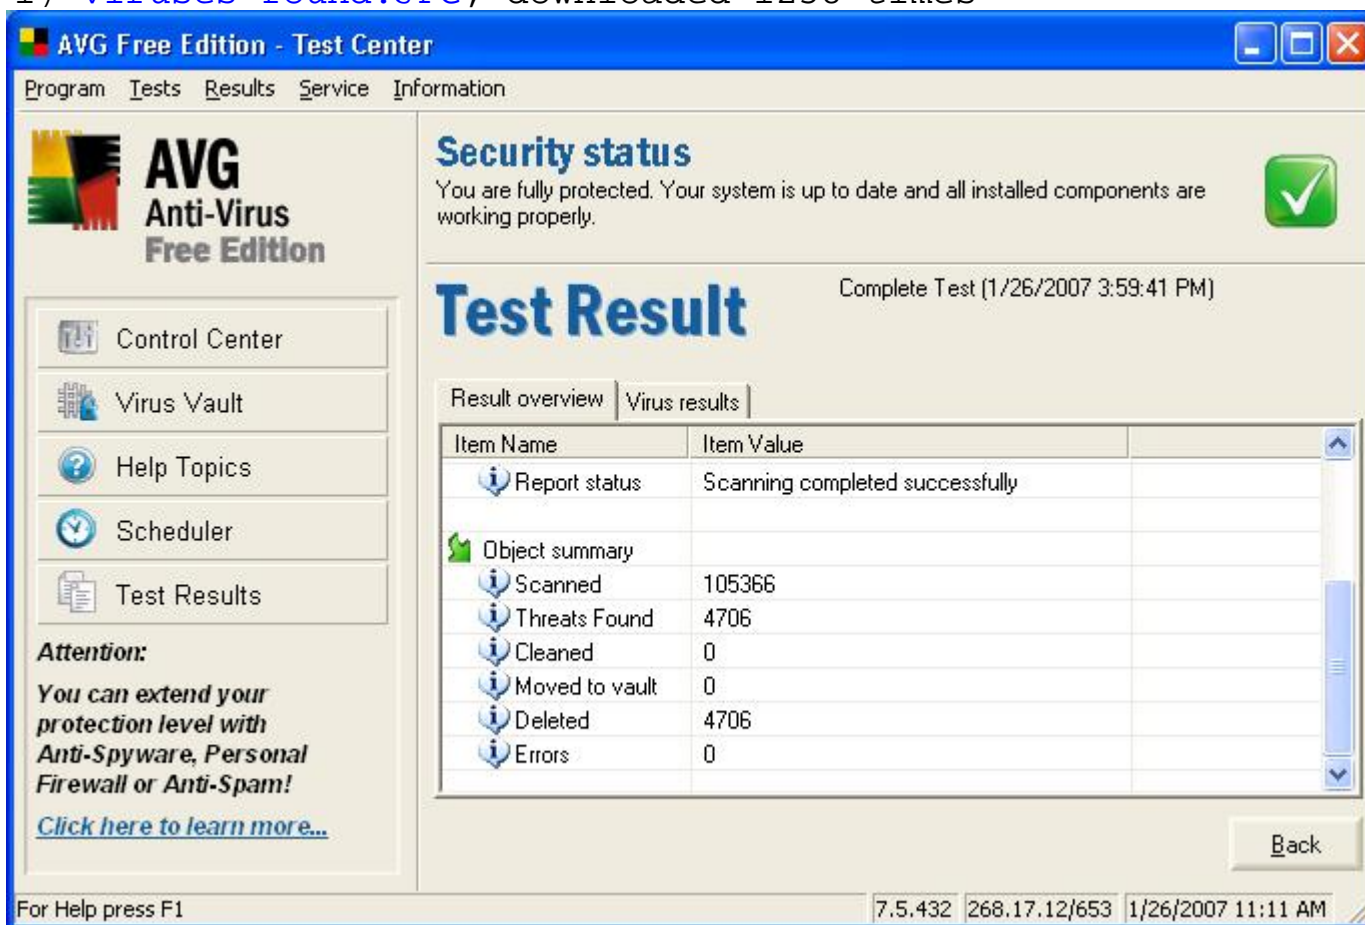 AVG Free Edition - Test Center
Program Tests Results Service Information
AVG
Anti-Virus
Free Edition
Control Center
Virus Vault
Help Topics
Scheduler
Test Results
Attention:
You can extend your
protection level with
Anti-Spyware, Personal
Firewall or Anti-Spam!
Click here to learn more...
Security status
You are fully protected. Your system is up to date and all installed components are
working properly.
Test Result
Complete Test (1/26/2007 3:59:41 PM)
Result overview Virus results
Item Name Item Value
Report status Scanning completed successfully
Object summary
Scanned 105366
Threats Found 4706
Cleaned 0
Moved to vault 0
Deleted 4706
Errors 0
Back
For Help press F1 7.5.432 268.17.12/653 1/26/2007 11:11 AM